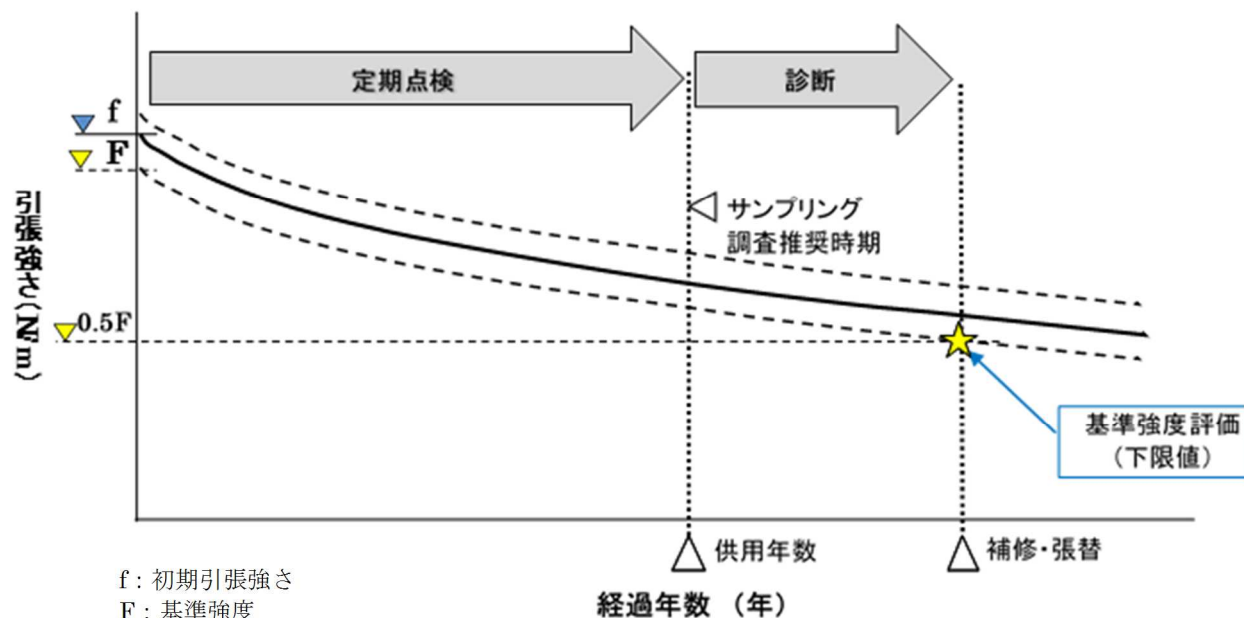 定期点検
診断
f
F
サンプリング
調査推奨時期
引張強さ(N/m)
0.5F
基準強度評価
(下限値)
供用年数
補修・張替
経過年数 (年)
f:初期引張強さ
F:基準強度